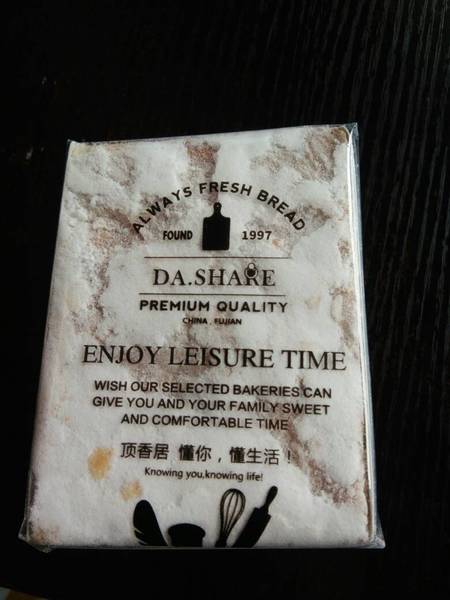 ALWAYS FRESH BREAD
FOUND 1997
DA.SHARE
PREMIUM QUALITY
CHINA . FUJIAN
ENJOY LEISURE TIME
WISH OUR SELECTED BAKERIES CAN
GIVE YOU AND YOUR FAMILY SWEET
AND COMFORTABLE TIME
顶香居 懂你，懂生活！
Knowing you,knowing life!